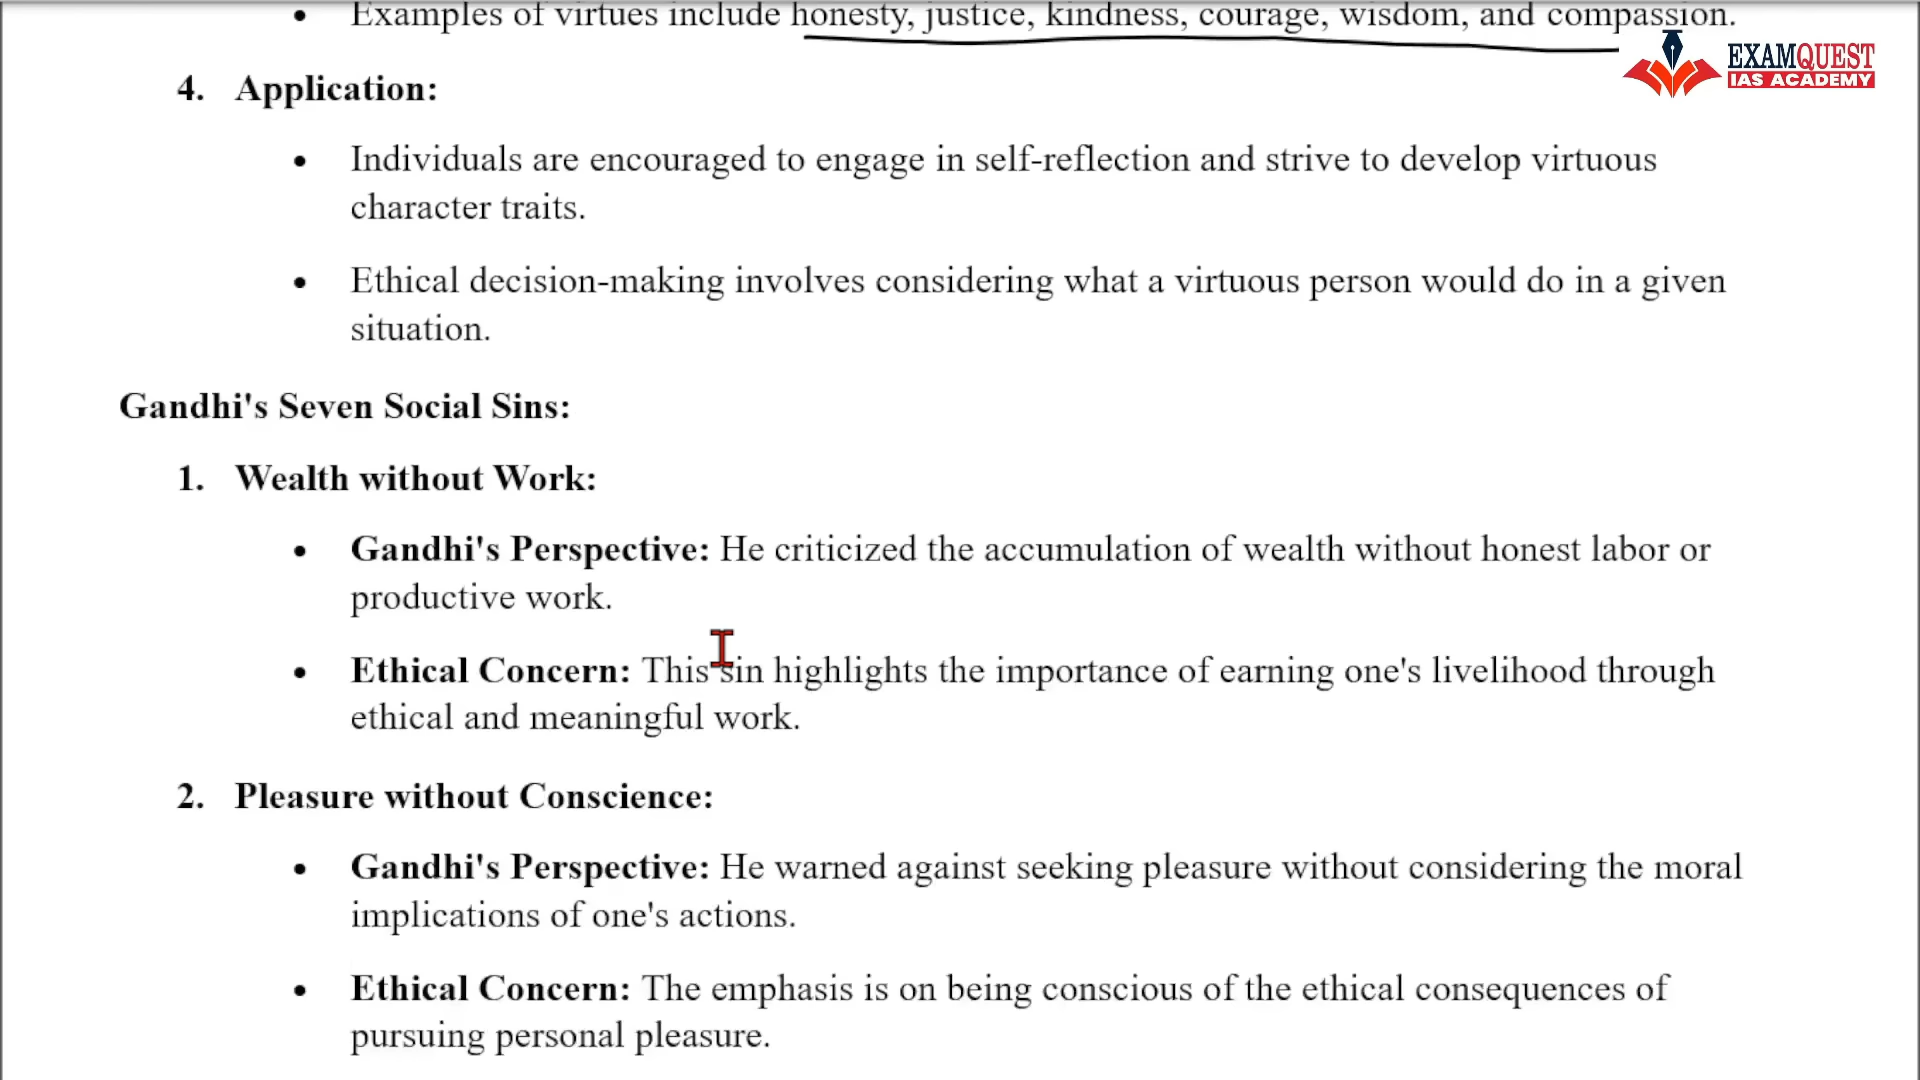 • Examples of virtues include honesty, justice, kindness, courage, wisdom, and compassion.
EXAMQUEST
IAS ACADEMY
4. Application:
• Individuals are encouraged to engage in self-reflection and strive to develop virtuous
character traits.
• Ethical decision-making involves considering what a virtuous person would do in a given
situation.
Gandhi's Seven Social Sins:
1. Wealth without Work:
• Gandhi's Perspective: He criticized the accumulation of wealth without honest labor or
productive work.
• Ethical Concern: This sin highlights the importance of earning one's livelihood through
ethical and meaningful work.
2. Pleasure without Conscience:
• Gandhi's Perspective: He warned against seeking pleasure without considering the moral
implications of one's actions.
• Ethical Concern: The emphasis is on being conscious of the ethical consequences of
pursuing personal pleasure.